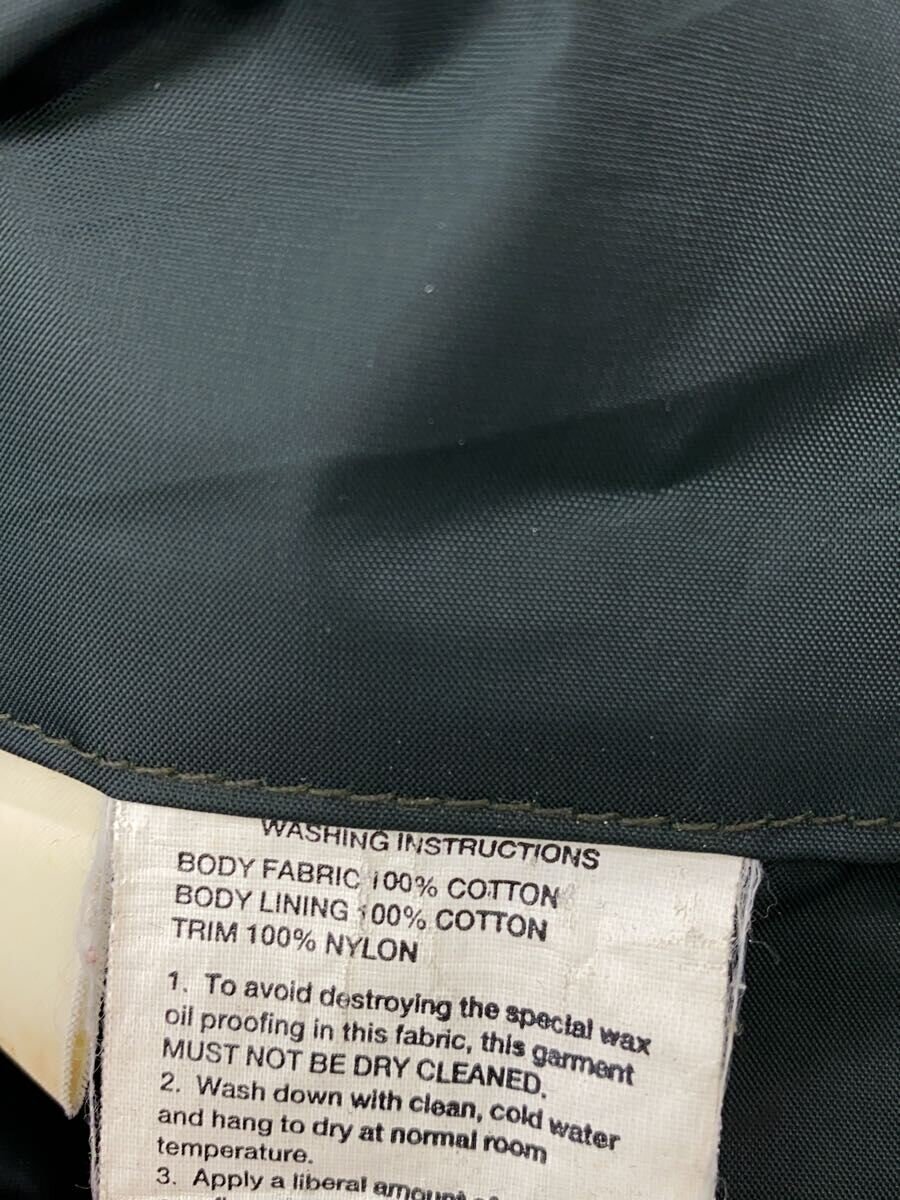 WASHING INSTRUCTIONS
BODY FABRIC 100% COTTON
BODY LINING 100% COTTON
TRIM 100% NYLON
1. To avoid destroying the special wax
oil proofing in this fabric, this garment
MUST NOT BE DRY CLEANED.
2. Wash down with clean, cold water
and hang to dry at normal room
temperature.
3. Apply a liberal amount of